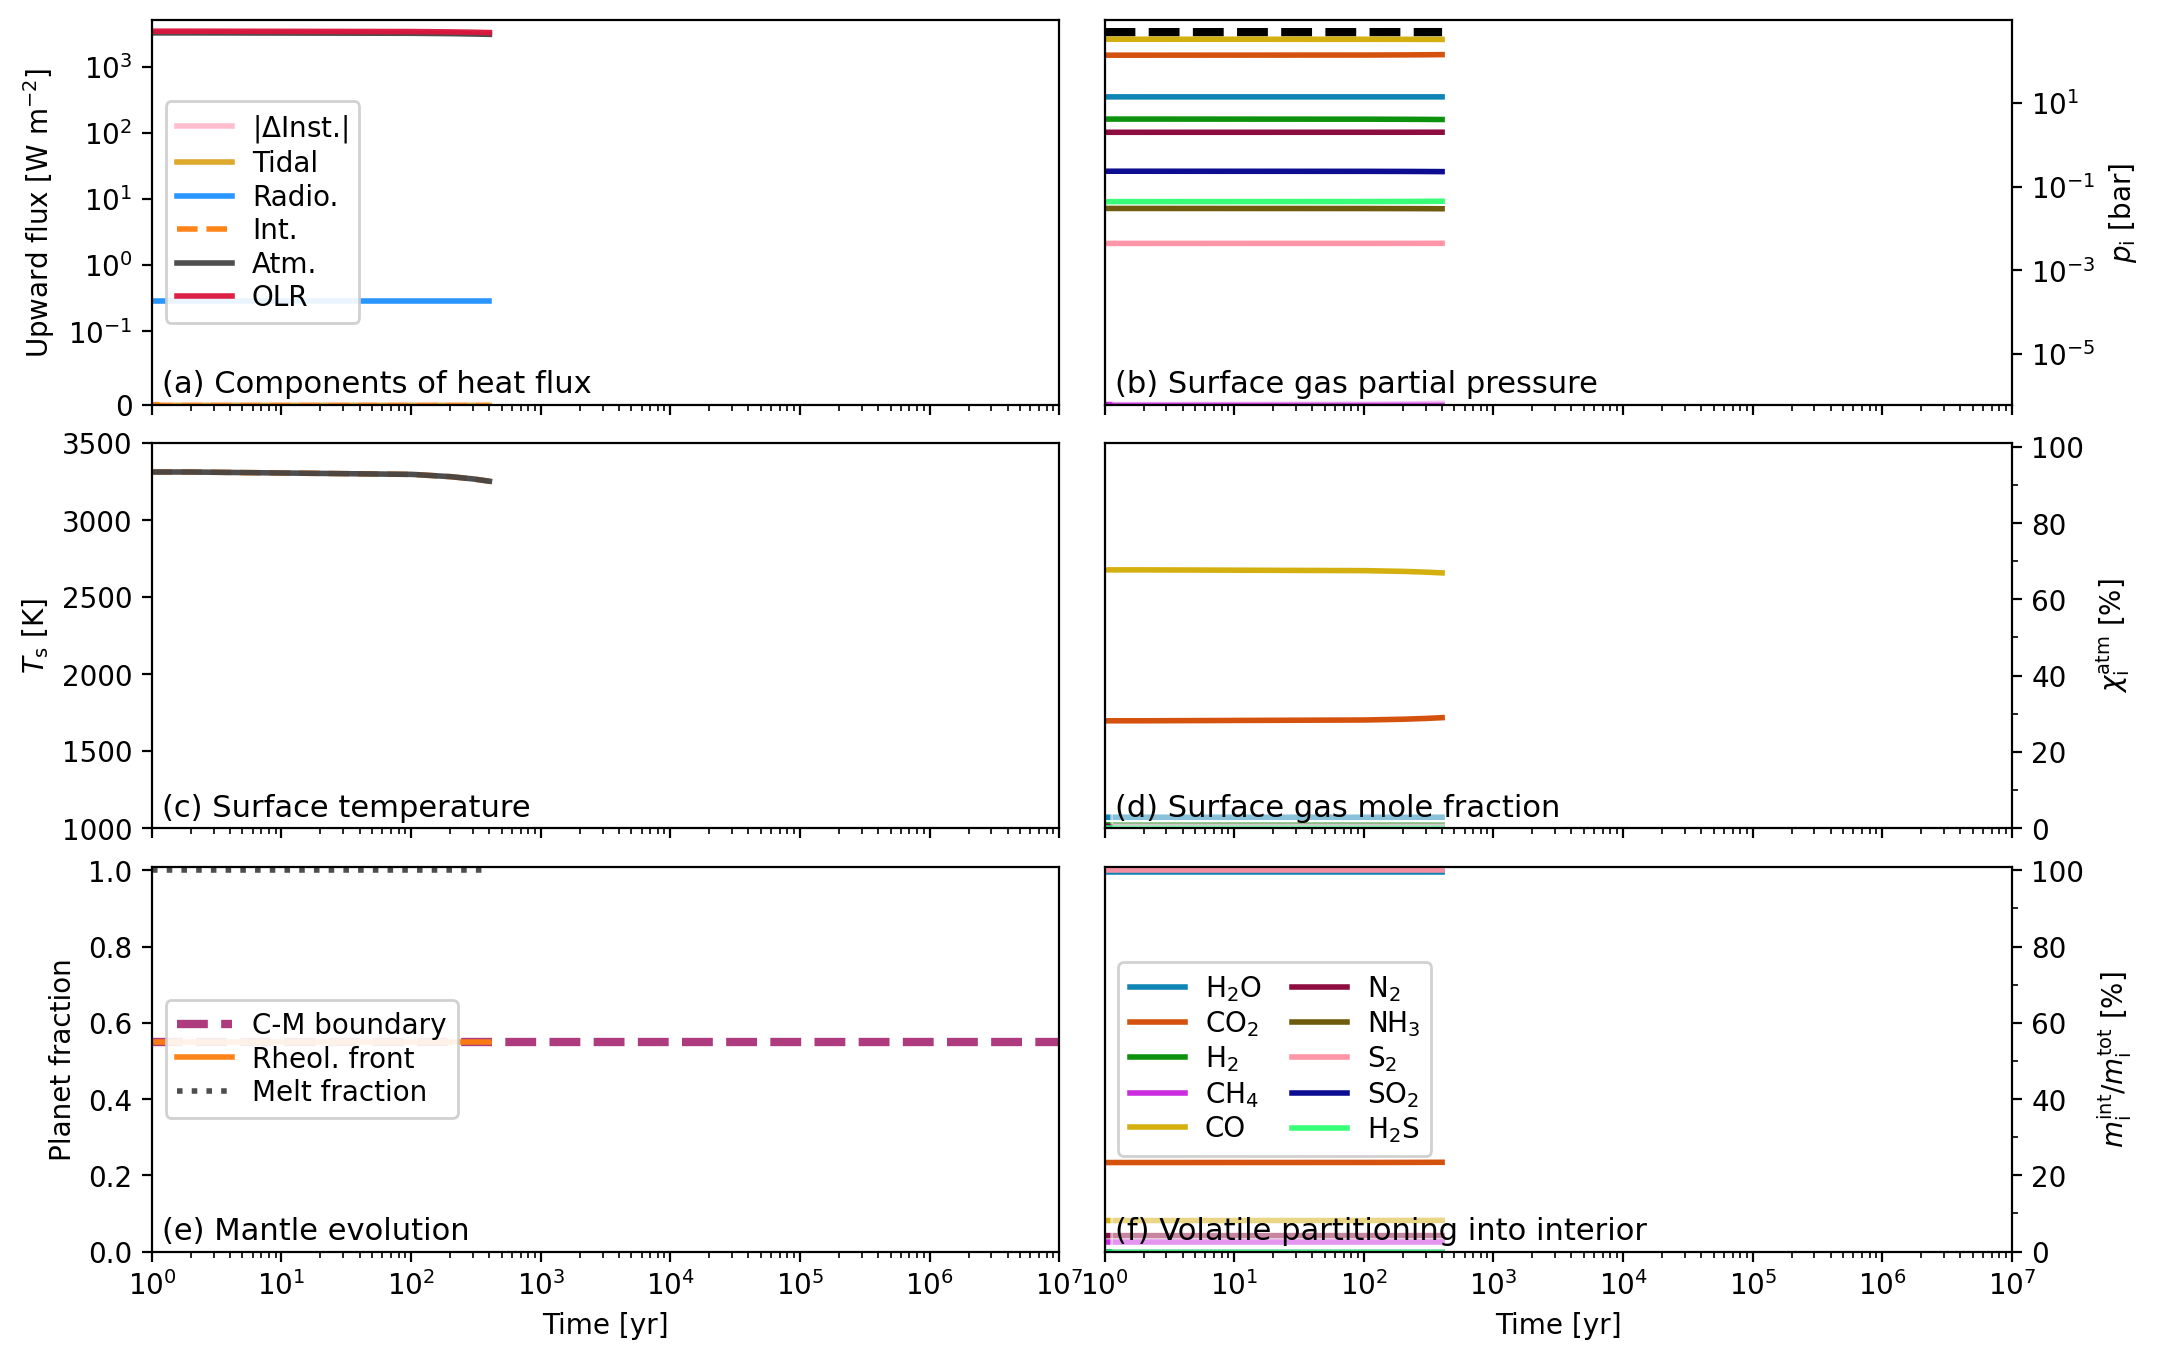 Upward flux [W m⁻²]
10³
10²
10¹
10⁰
10⁻¹
0
|ΔInst.|
Tidal
Radio.
Int.
Atm.
OLR
(a) Components of heat flux
(b) Surface gas partial pressure
10¹
10⁻¹
10⁻³
10⁻⁵
pᵢ [bar]
Tₛ [K]
3500
3000
2500
2000
1500
1000
(c) Surface temperature
(d) Surface gas mole fraction
100
80
60
40
20
0
χᵢᵃᵗᵐ [%]
Planet fraction
1.0
0.8
0.6
0.4
0.2
0.0
C-M boundary
Rheol. front
Melt fraction
(e) Mantle evolution
10⁰ 10¹ 10² 10³ 10⁴ 10⁵ 10⁶ 10⁷
Time [yr]
H₂O
CO₂
H₂
CH₄
CO
N₂
NH₃
S₂
SO₂
H₂S
(f) Volatile partitioning into interior
100
80
60
40
20
0
mᵢⁱⁿᵗ/mᵢᵗᵒᵗ [%]
10⁰ 10¹ 10² 10³ 10⁴ 10⁵ 10⁶ 10⁷
Time [yr]